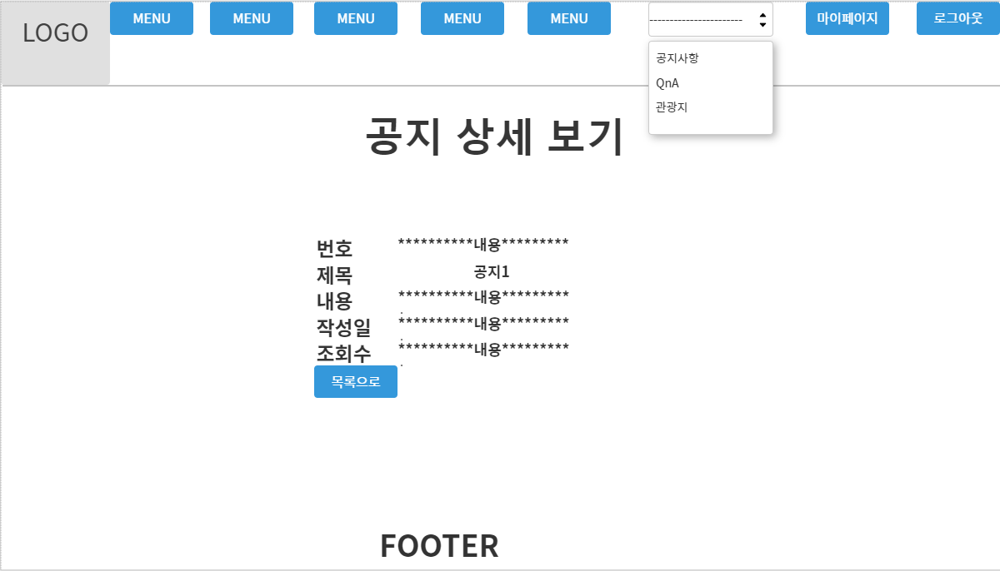 LOGO
MENU MENU MENU MENU MENU ----------------------- 마이페이지 로그아웃
공지사항
QnA
관광지
공지 상세 보기
번호 **********내용*********
제목 공지1
내용 **********내용*********
.
작성일 **********내용*********
.
조회수 **********내용*********
.
목록으로
FOOTER